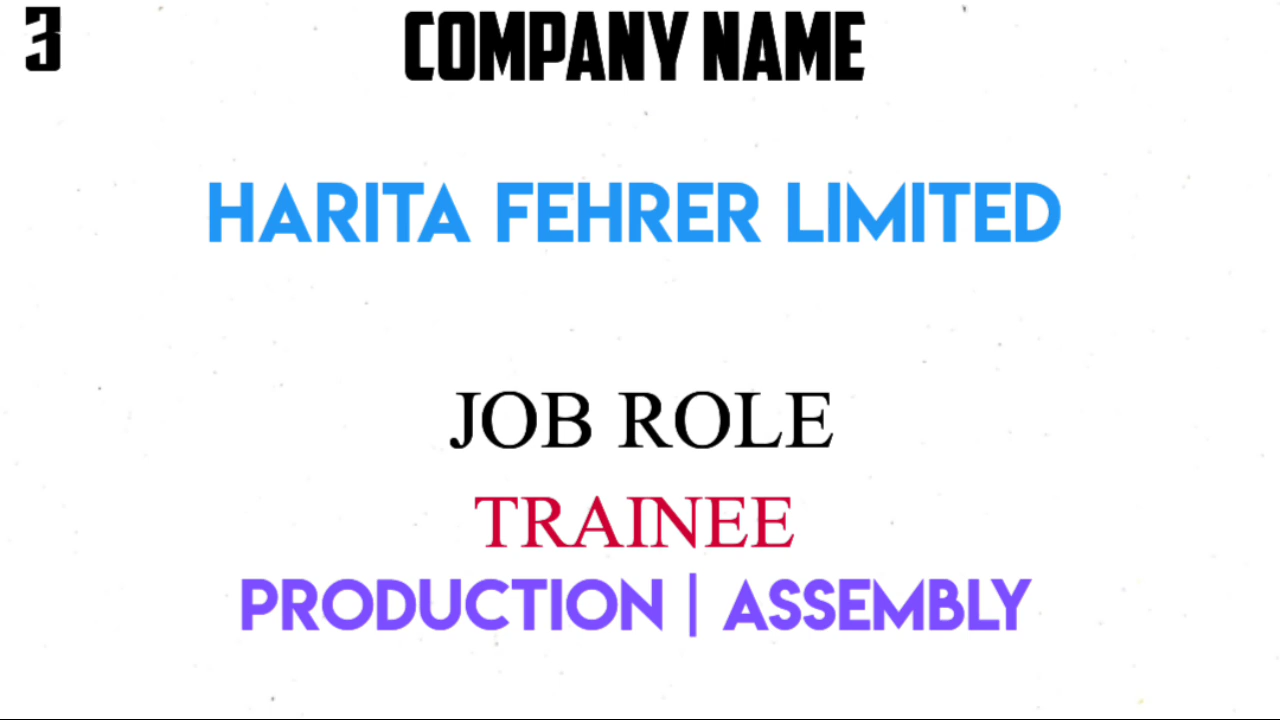 3
COMPANY NAME
HARITA FEHRER LIMITED
JOB ROLE
TRAINEE
PRODUCTION | ASSEMBLY